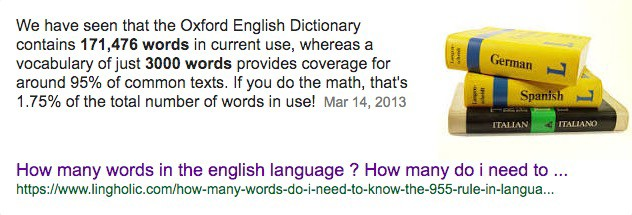 We have seen that the Oxford English Dictionary
contains 171,476 words in current use, whereas a
vocabulary of just 3000 words provides coverage for
around 95% of common texts. If you do the math, that's
1.75% of the total number of words in use! Mar 14, 2013
German
L
Spanish
L
ITALIAN
ITALIANO
How many words in the english language ? How many do i need to ...
https://www.lingholic.com/how-many-words-do-i-need-to-know-the-955-rule-in-langua...